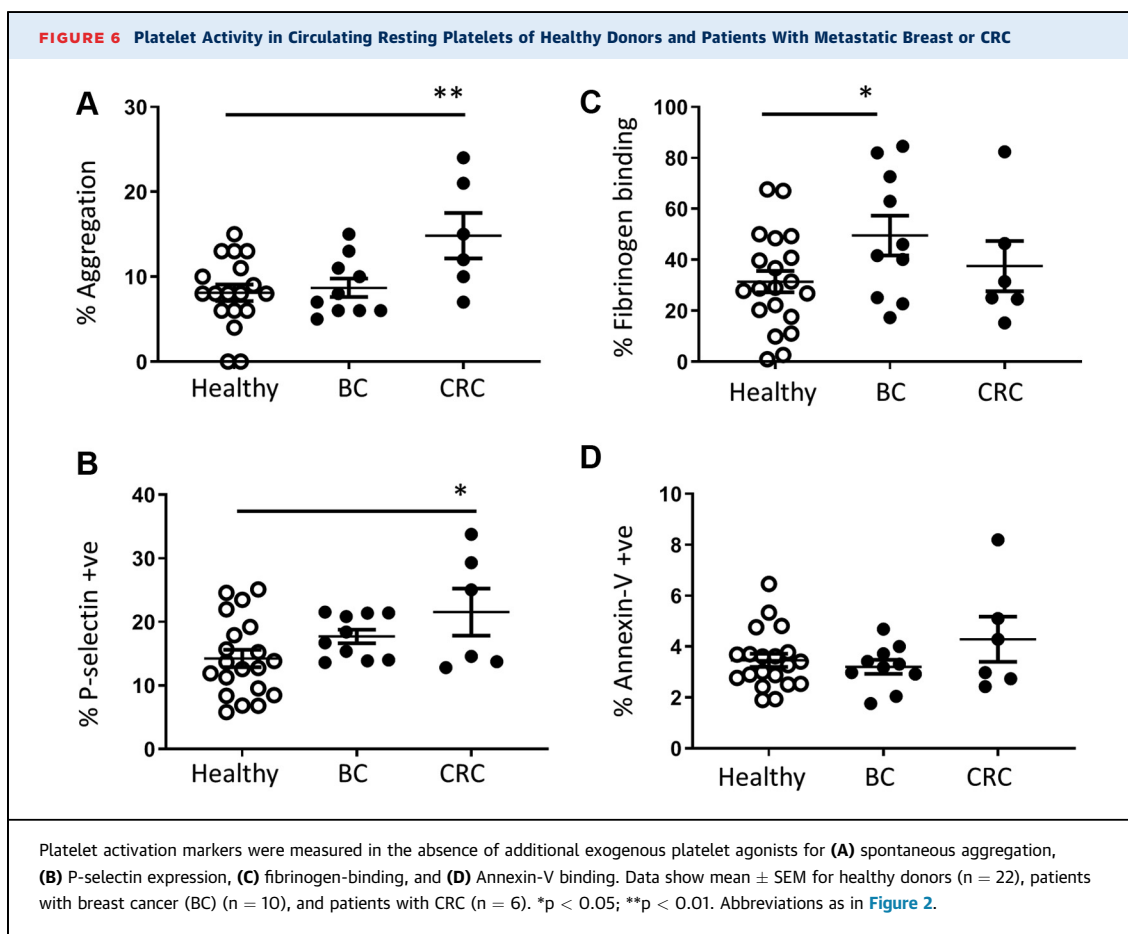 FIGURE 6 Platelet Activity in Circulating Resting Platelets of Healthy Donors and Patients With Metastatic Breast or CRC
A
% Aggregation
30
20
10
0
**
Healthy BC CRC
C
% Fibrinogen binding
100
80
60
40
20
0
*
Healthy BC CRC
B
% P-selectin +ve
40
30
20
10
0
*
Healthy BC CRC
D
% Annexin-V +ve
10
8
6
4
2
0
Healthy BC CRC
Platelet activation markers were measured in the absence of additional exogenous platelet agonists for (A) spontaneous aggregation,
(B) P-selectin expression, (C) fibrinogen-binding, and (D) Annexin-V binding. Data show mean ± SEM for healthy donors (n = 22), patients
with breast cancer (BC) (n = 10), and patients with CRC (n = 6). *p < 0.05; **p < 0.01. Abbreviations as in Figure 2.